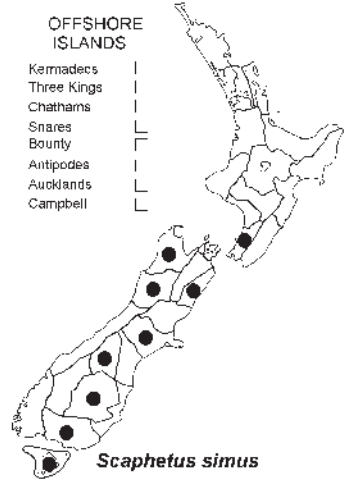 OFFSHORE
ISLANDS
Kermadecs
Three Kings
Chathams
Snares
Bounty
Antipodes
Aucklands
Campbell
Scaphetus simus